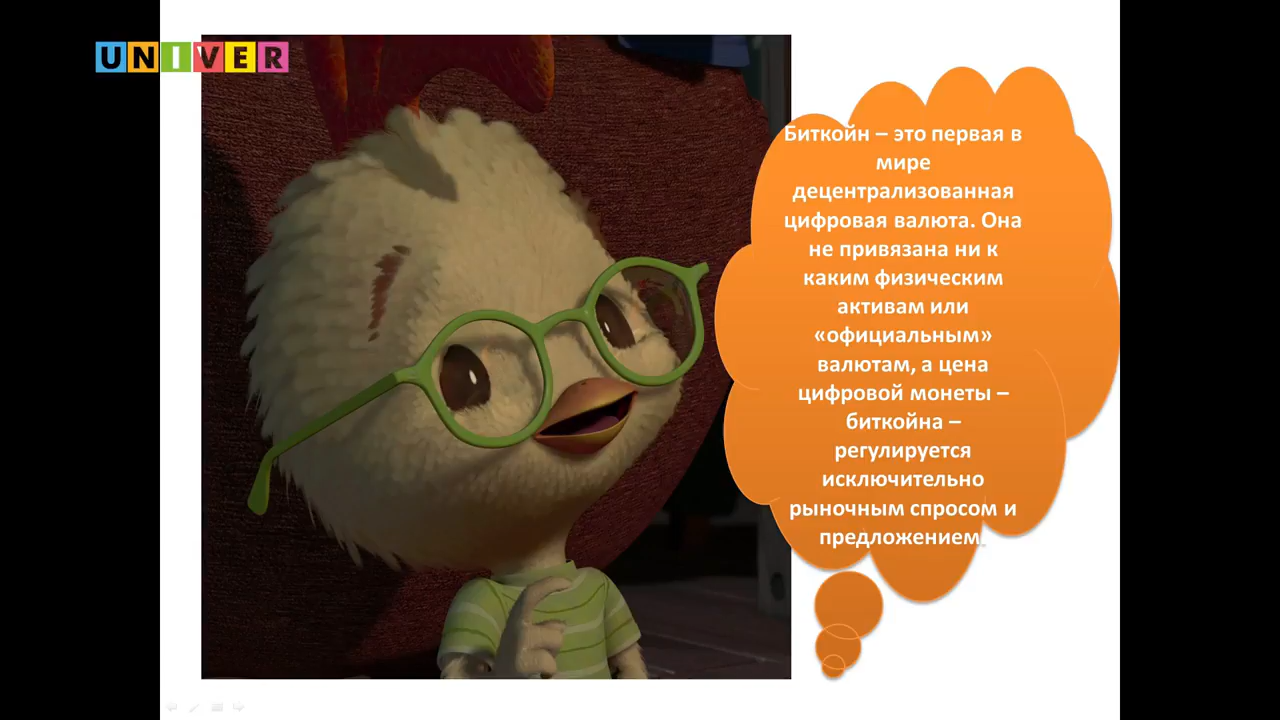 UNIVER
Биткойн – это первая в
мире
децентрализованная
цифровая валюта. Она
не привязана ни к
каким физическим
активам или
«официальным»
валютам, а цена
цифровой монеты –
биткойна –
регулируется
исключительно
рыночным спросом и
предложением.